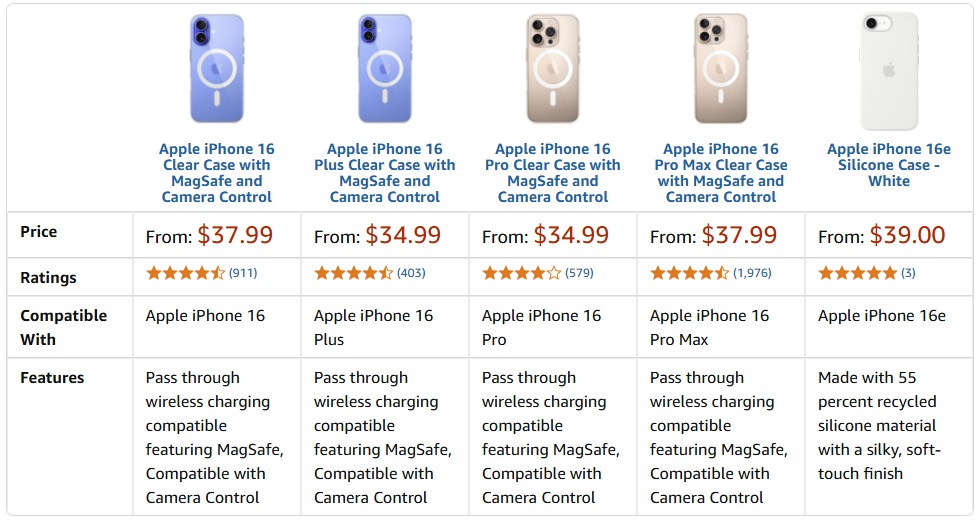 Apple iPhone 16
Clear Case with
MagSafe and
Camera Control
Apple iPhone 16
Plus Clear Case with
MagSafe and
Camera Control
Apple iPhone 16
Pro Clear Case with
MagSafe and
Camera Control
Apple iPhone 16
Pro Max Clear Case
with MagSafe and
Camera Control
Apple iPhone 16e
Silicone Case -
White
Price
From: $37.99
From: $34.99
From: $34.99
From: $37.99
From: $39.00
Ratings
(911)
(403)
(579)
(1,976)
(3)
Compatible
With
Apple iPhone 16
Apple iPhone 16
Plus
Apple iPhone 16
Pro
Apple iPhone 16
Pro Max
Apple iPhone 16e
Features
Pass through
wireless charging
compatible
featuring MagSafe,
Compatible with
Camera Control
Pass through
wireless charging
compatible
featuring MagSafe,
Compatible with
Camera Control
Pass through
wireless charging
compatible
featuring MagSafe,
Compatible with
Camera Control
Pass through
wireless charging
compatible
featuring MagSafe,
Compatible with
Camera Control
Made with 55
percent recycled
silicone material
with a silky, soft-
touch finish